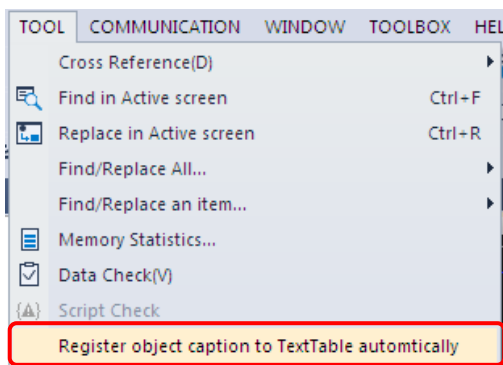 TOOL COMMUNICATION WINDOW TOOLBOX HEL
Cross Reference(D)
Find in Active screen Ctrl+F
Replace in Active screen Ctrl+R
Find/Replace All...
Find/Replace an item...
Memory Statistics...
Data Check(V)
Script Check
Register object caption to TextTable automtically